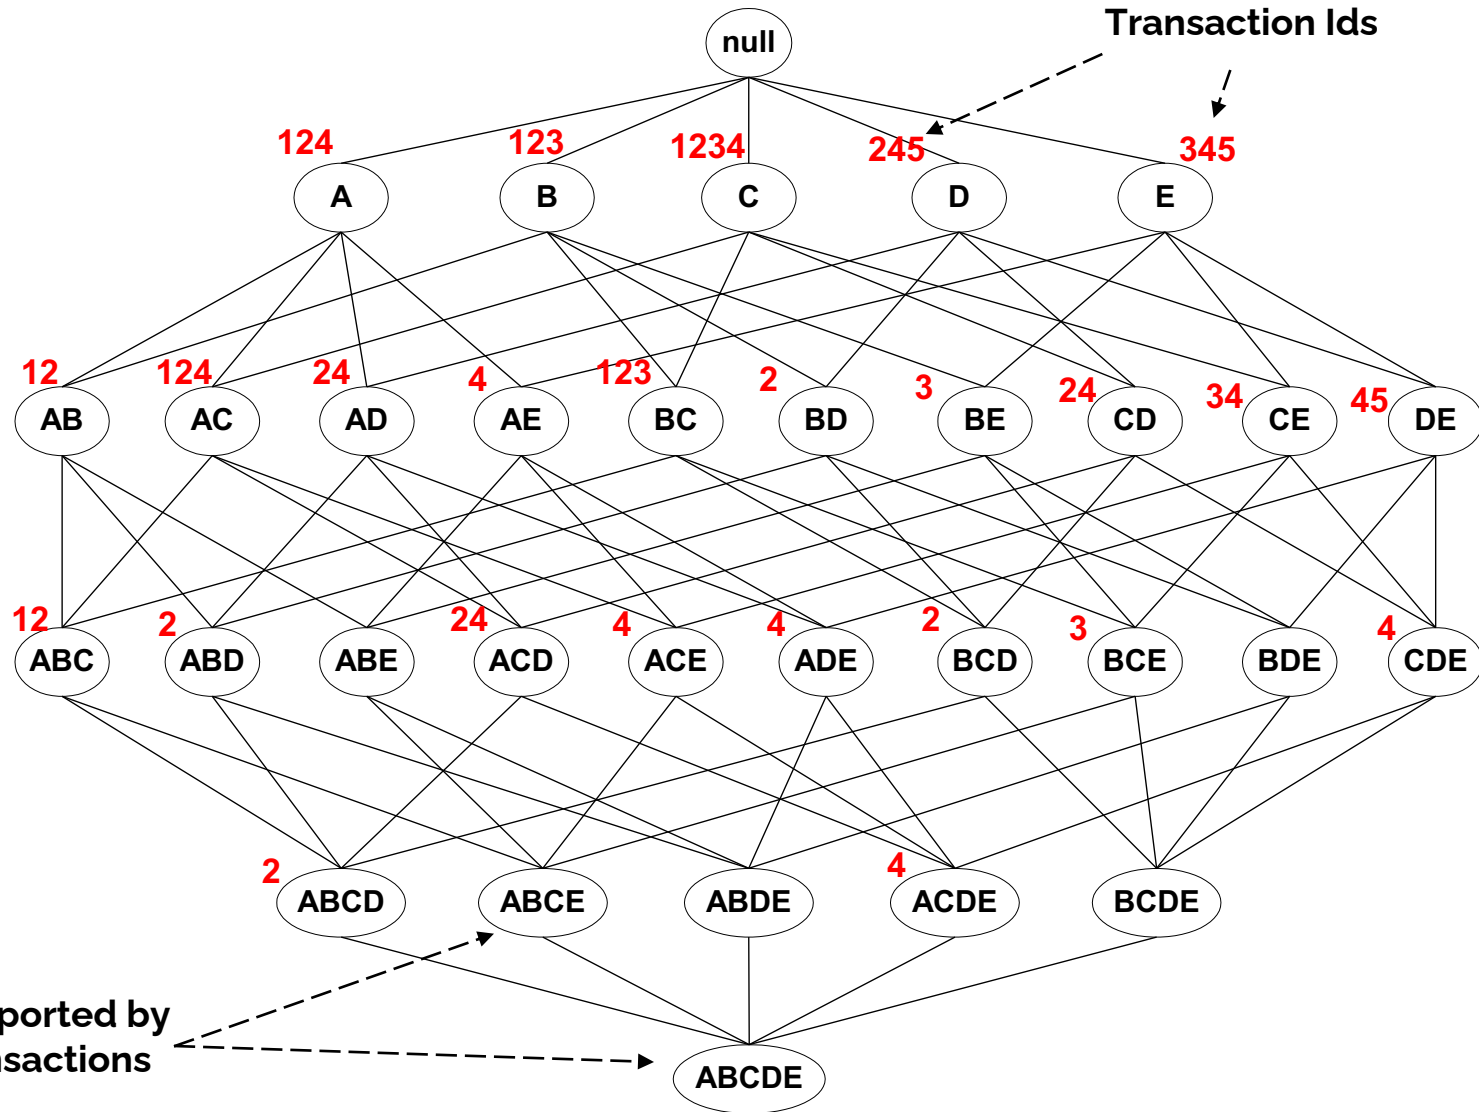 Transaction Ids
null
124 123 1234 245 345
A B C D E
12 124 24 4 123 2 3 24 34 45
AB AC AD AE BC BD BE CD CE DE
12 2 24 4 4 2 3 4
ABC ABD ABE ACD ACE ADE BCD BCE BDE CDE
2 4
ABCD ABCE ABDE ACDE BCDE
ported by
nsactions
ABCDE